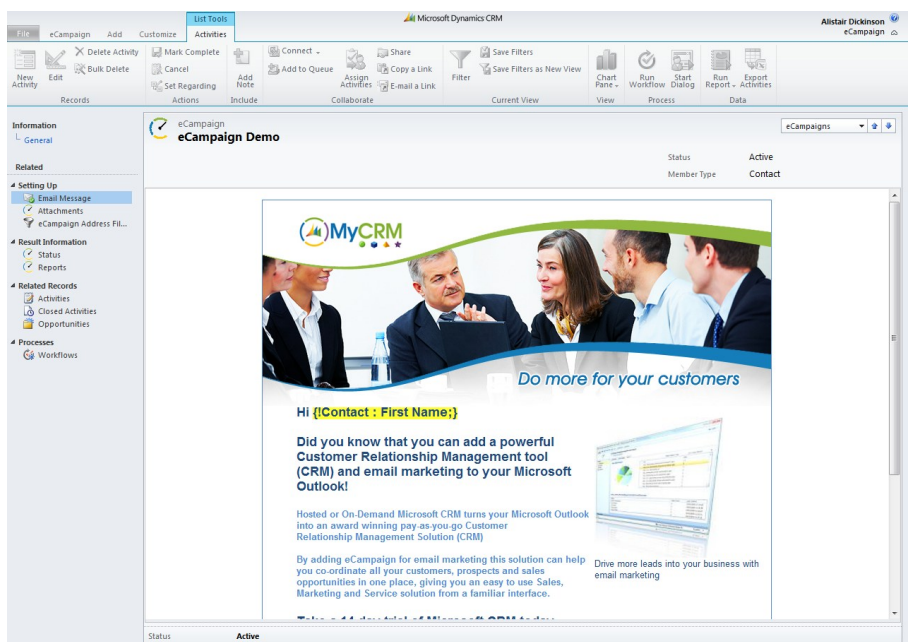 List Tools
Microsoft Dynamics CRM
Alistair Dickinson
eCampaign
File eCampaign Add Customize Activities
New Activity
Edit
Delete Activity
Bulk Delete
Records
Mark Complete
Cancel
Set Regarding
Actions
Add Note
Include
Connect
Add to Queue
Assign Activities
Share
Copy a Link
E-mail a Link
Collaborate
Filter
Save Filters
Save Filters as New View
Current View
Chart Pane
View
Run Workflow
Start Dialog
Process
Run Report
Export Activities
Data
Information
General
Related
Setting Up
Email Message
Attachments
eCampaign Address Fil...
Result Information
Status
Reports
Related Records
Activities
Closed Activities
Opportunities
Processes
Workflows
eCampaign
eCampaign Demo
eCampaigns
Status Active
Member Type Contact
MyCRM
Do more for your customers
Hi {!Contact : First Name;}
Did you know that you can add a powerful
Customer Relationship Management tool
(CRM) and email marketing to your Microsoft
Outlook!
Hosted or On-Demand Microsoft CRM turns your Microsoft Outlook
into an award winning pay-as-you-go Customer
Relationship Management Solution (CRM)
By adding eCampaign for email marketing this solution can help
you co-ordinate all your customers, prospects and sales
opportunities in one place, giving you an easy to use Sales,
Marketing and Service solution from a familiar interface.
Drive more leads into your business with
email marketing
Take a 14 day trial of Microsoft CRM today
Status Active